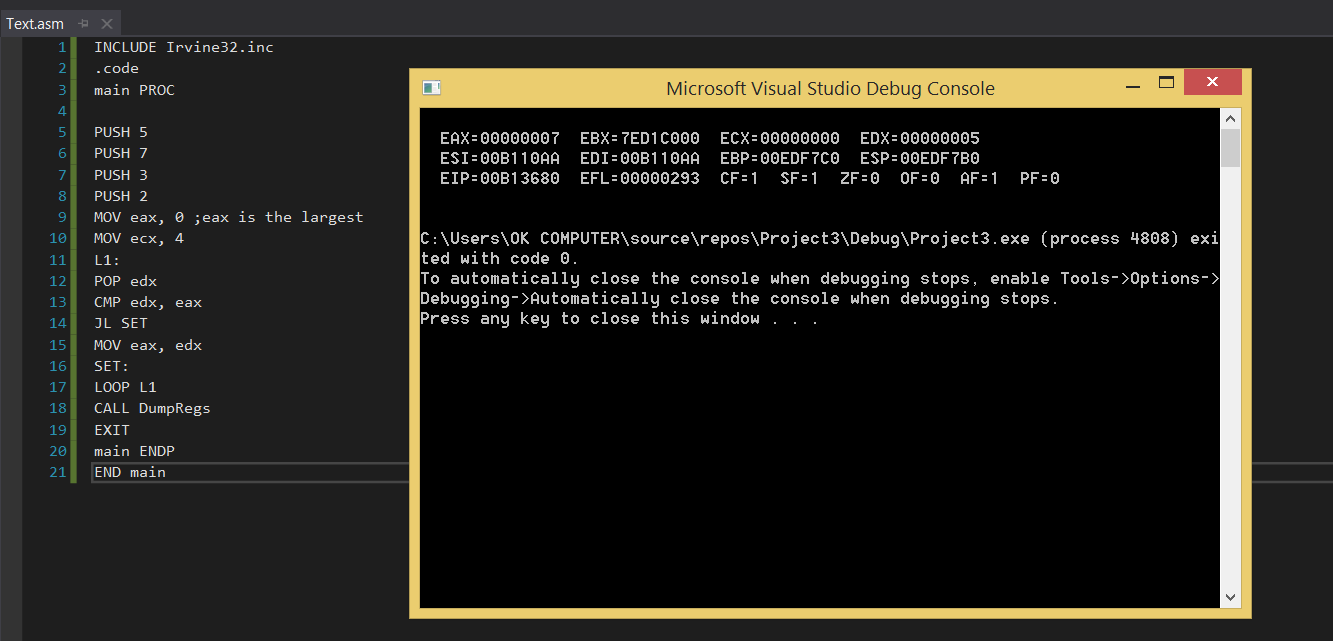 Text.asm
1 INCLUDE Irvine32.inc
2 .code
3 main PROC
4
5 PUSH 5
6 PUSH 7
7 PUSH 3
8 PUSH 2
9 MOV eax, 0 ;eax is the largest
10 MOV ecx, 4
11 L1:
12 POP edx
13 CMP edx, eax
14 JL SET
15 MOV eax, edx
16 SET:
17 LOOP L1
18 CALL DumpRegs
19 EXIT
20 main ENDP
21 END main
Microsoft Visual Studio Debug Console
EAX=00000007 EBX=7ED1C000 ECX=00000000 EDX=00000005
ESI=00B110AA EDI=00B110AA EBP=00EDF7C0 ESP=00EDF7B0
EIP=00B13680 EFL=00000293 CF=1 SF=1 ZF=0 OF=0 AF=1 PF=0
C:\Users\OK COMPUTER\source\repos\Project3\Debug\Project3.exe (process 4808) exi
ted with code 0.
To automatically close the console when debugging stops, enable Tools->Options->
Debugging->Automatically close the console when debugging stops.
Press any key to close this window . . .